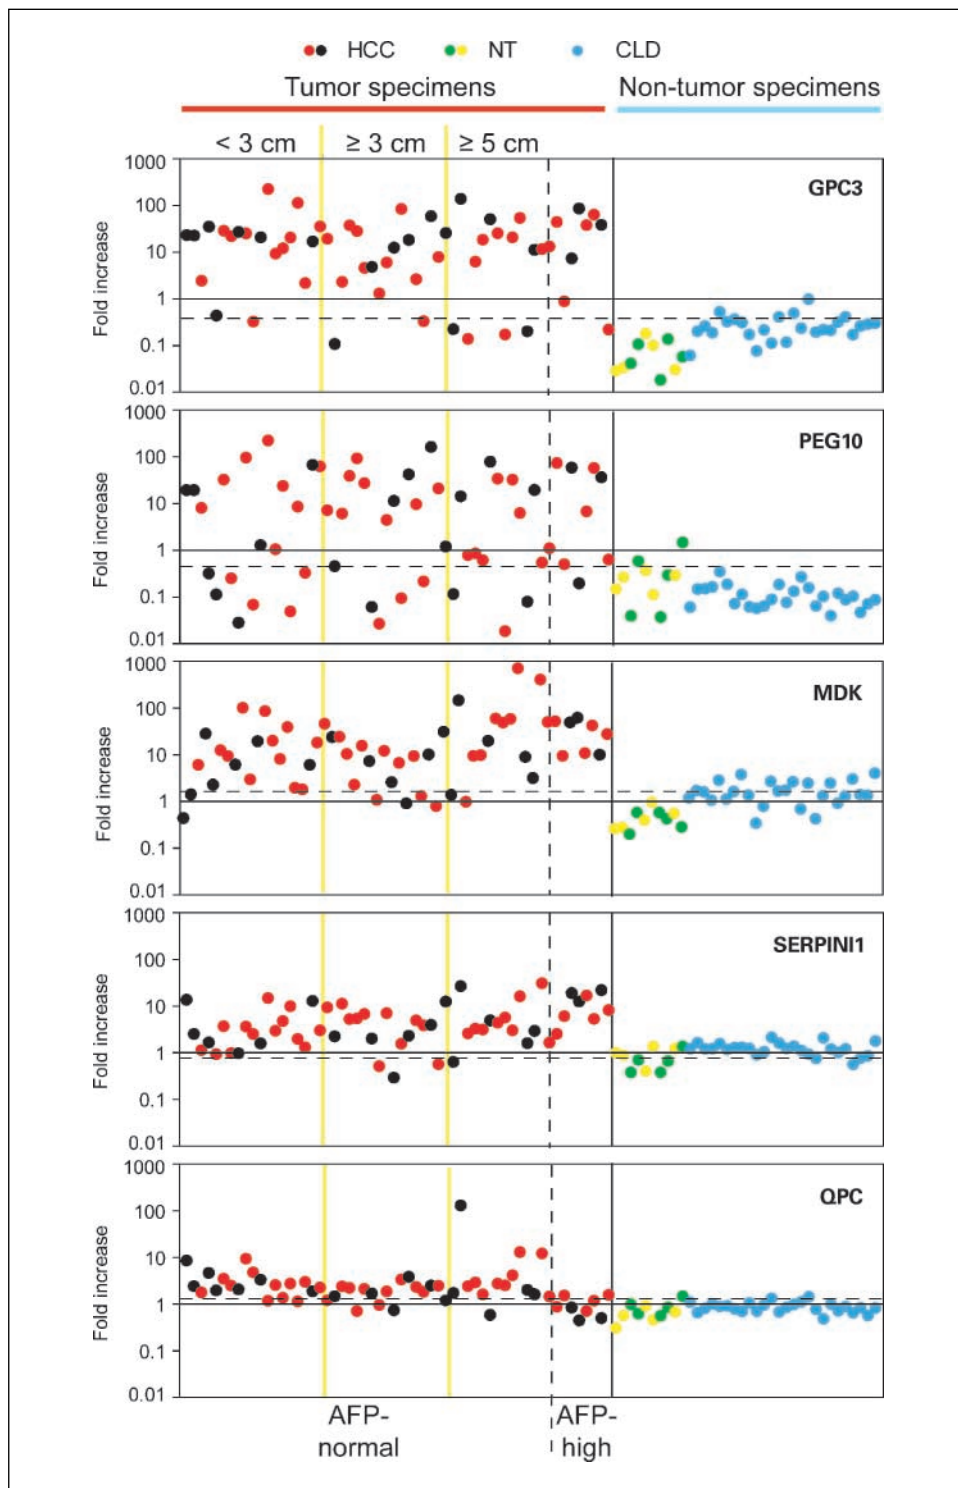 HCC NT CLD
Tumor specimens Non-tumor specimens
< 3 cm ≥ 3 cm ≥ 5 cm
Fold increase
1000
100
10
1
0.1
0.01
GPC3
Fold increase
1000
100
10
1
0.1
0.01
PEG10
Fold increase
1000
100
10
1
0.1
0.01
MDK
Fold increase
1000
100
10
1
0.1
0.01
SERPINI1
Fold increase
1000
100
10
1
0.1
0.01
QPC
AFP-
normal
AFP-
high